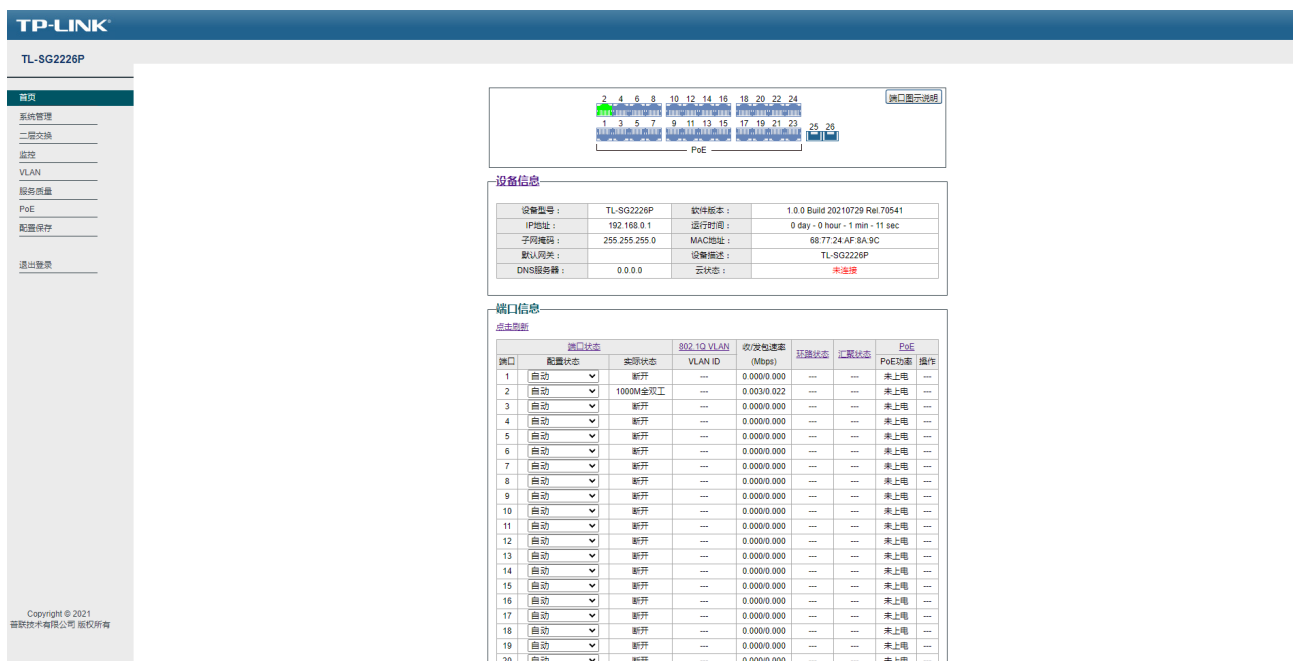 TP-LINK
TL-SG2226P
首页
系统管理
二层交换
监控
VLAN
服务质量
PoE
配置保存
退出登录
Copyright © 2021
普联技术有限公司 版权所有
2 4 6 8 10 12 14 16 18 20 22 24
端口图示说明
1 3 5 7 9 11 13 15 17 19 21 23 25 26
PoE
设备信息
设备型号： TL-SG2226P 软件版本： 1.0.0 Build 20210729 Rel.70541
IP地址： 192.168.0.1 运行时间： 0 day - 0 hour - 1 min - 11 sec
子网掩码： 255.255.255.0 MAC地址： 68:77:24:AF:8A:9C
默认网关： 设备描述： TL-SG2226P
DNS服务器： 0.0.0.0 云状态： 未连接
端口信息
点击刷新
端口状态 802.1Q VLAN 收/发包速率 环路状态 汇聚状态 PoE
端口 配置状态 实际状态 VLAN ID (Mbps) PoE功率 操作
1 自动 断开 --- 0.000/0.000 --- --- 未上电 ---
2 自动 1000M全双工 --- 0.003/0.022 --- --- 未上电 ---
3 自动 断开 --- 0.000/0.000 --- --- 未上电 ---
4 自动 断开 --- 0.000/0.000 --- --- 未上电 ---
5 自动 断开 --- 0.000/0.000 --- --- 未上电 ---
6 自动 断开 --- 0.000/0.000 --- --- 未上电 ---
7 自动 断开 --- 0.000/0.000 --- --- 未上电 ---
8 自动 断开 --- 0.000/0.000 --- --- 未上电 ---
9 自动 断开 --- 0.000/0.000 --- --- 未上电 ---
10 自动 断开 --- 0.000/0.000 --- --- 未上电 ---
11 自动 断开 --- 0.000/0.000 --- --- 未上电 ---
12 自动 断开 --- 0.000/0.000 --- --- 未上电 ---
13 自动 断开 --- 0.000/0.000 --- --- 未上电 ---
14 自动 断开 --- 0.000/0.000 --- --- 未上电 ---
15 自动 断开 --- 0.000/0.000 --- --- 未上电 ---
16 自动 断开 --- 0.000/0.000 --- --- 未上电 ---
17 自动 断开 --- 0.000/0.000 --- --- 未上电 ---
18 自动 断开 --- 0.000/0.000 --- --- 未上电 ---
19 自动 断开 --- 0.000/0.000 --- --- 未上电 ---
20 自动 断开 --- 0.000/0.000 --- --- 未上电 ---